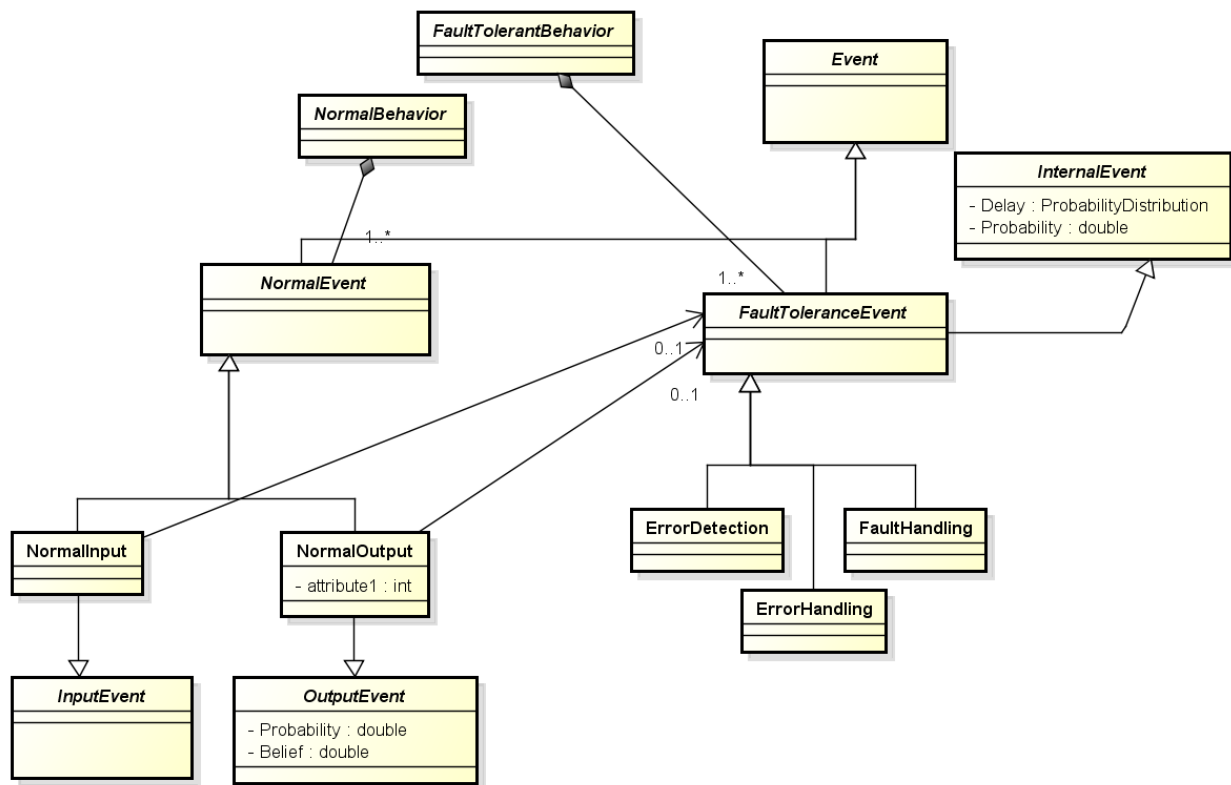 FaultTolerantBehavior
Event
NormalBehavior
InternalEvent
- Delay : ProbabilityDistribution
- Probability : double
1..*
NormalEvent
1..*
FaultToleranceEvent
0..1
0..1
NormalInput
NormalOutput
- attribute1 : int
ErrorDetection
FaultHandling
ErrorHandling
InputEvent
OutputEvent
- Probability : double
- Belief : double